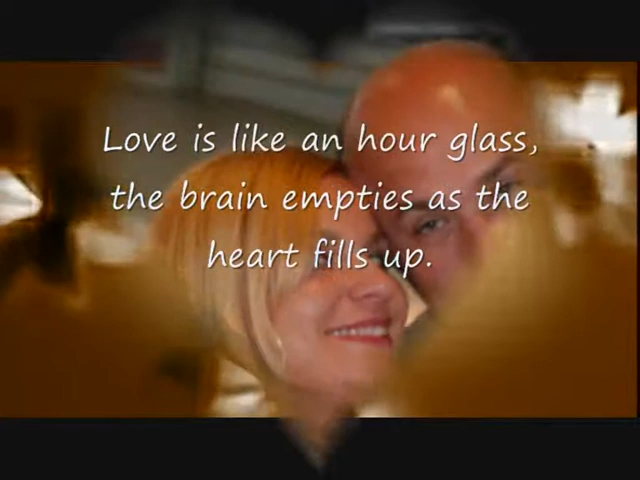 Love is like an hour glass,
the brain empties as the
heart fills up.